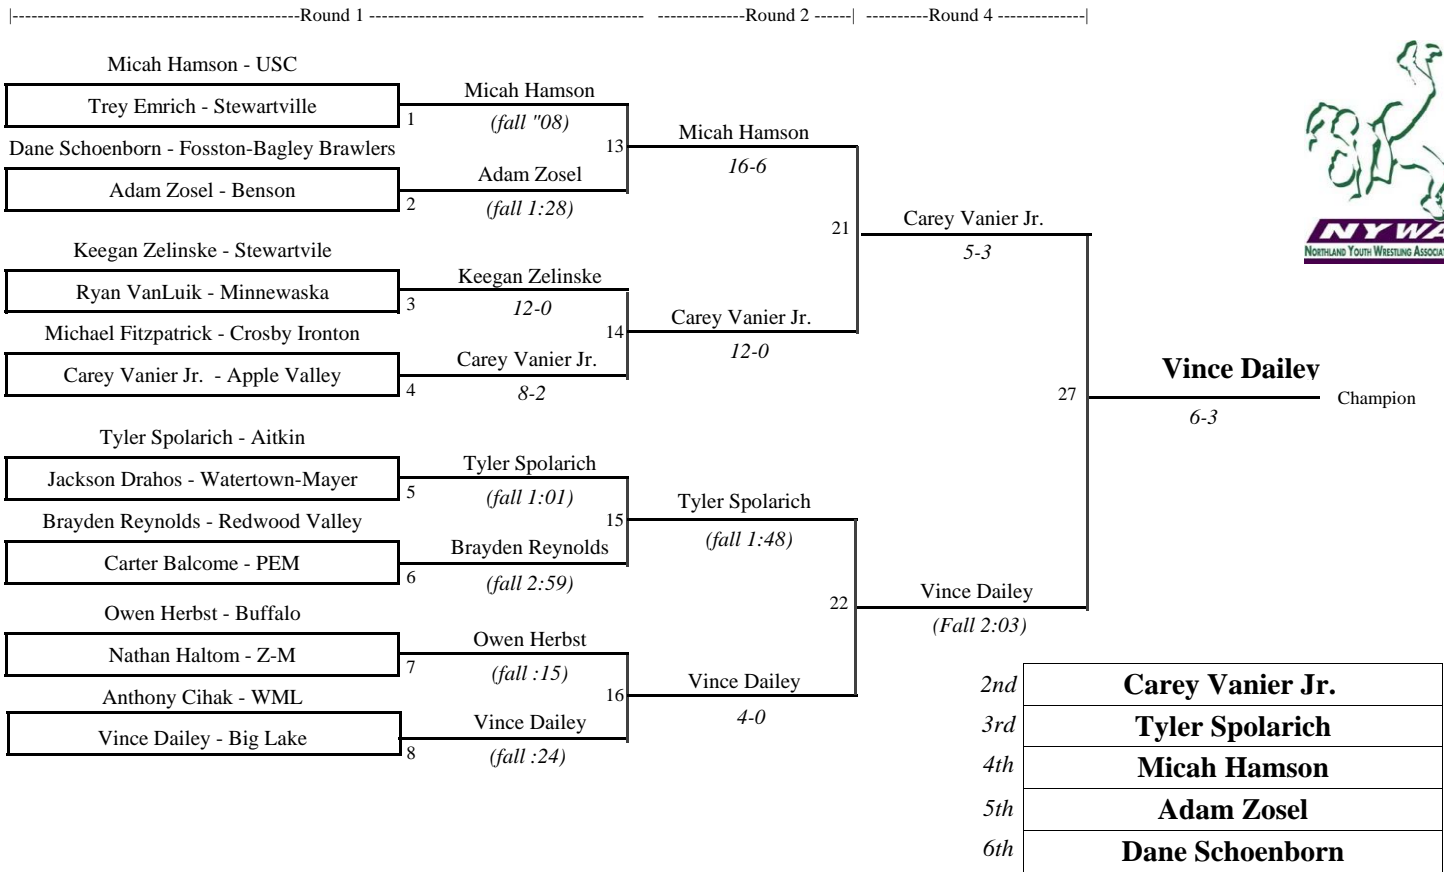 |----------------------------------------------Round 1 -------------------------------------------- --------------Round 2 ------| ----------Round 4 --------------|
Micah Hamson - USC
Trey Emrich - Stewartville
1
Micah Hamson
(fall "08)
Dane Schoenborn - Fosston-Bagley Brawlers
Adam Zosel - Benson
2
Adam Zosel
(fall 1:28)
13
Micah Hamson
16-6
Keegan Zelinske - Stewartvile
Ryan VanLuik - Minnewaska
3
Keegan Zelinske
12-0
Michael Fitzpatrick - Crosby Ironton
Carey Vanier Jr. - Apple Valley
4
Carey Vanier Jr.
8-2
14
Carey Vanier Jr.
12-0
21
Carey Vanier Jr.
5-3
Tyler Spolarich - Aitkin
Jackson Drahos - Watertown-Mayer
5
Tyler Spolarich
(fall 1:01)
Brayden Reynolds - Redwood Valley
Carter Balcome - PEM
6
Brayden Reynolds
(fall 2:59)
15
Tyler Spolarich
(fall 1:48)
Owen Herbst - Buffalo
Nathan Haltom - Z-M
7
Owen Herbst
(fall :15)
Anthony Cihak - WML
Vince Dailey - Big Lake
8
Vince Dailey
(fall :24)
16
Vince Dailey
4-0
22
Vince Dailey
(Fall 2:03)
27
Vince Dailey
6-3
Champion
NYWA
NORTHLAND YOUTH WRESTLING
2nd Carey Vanier Jr.
3rd Tyler Spolarich
4th Micah Hamson
5th Adam Zosel
6th Dane Schoenborn